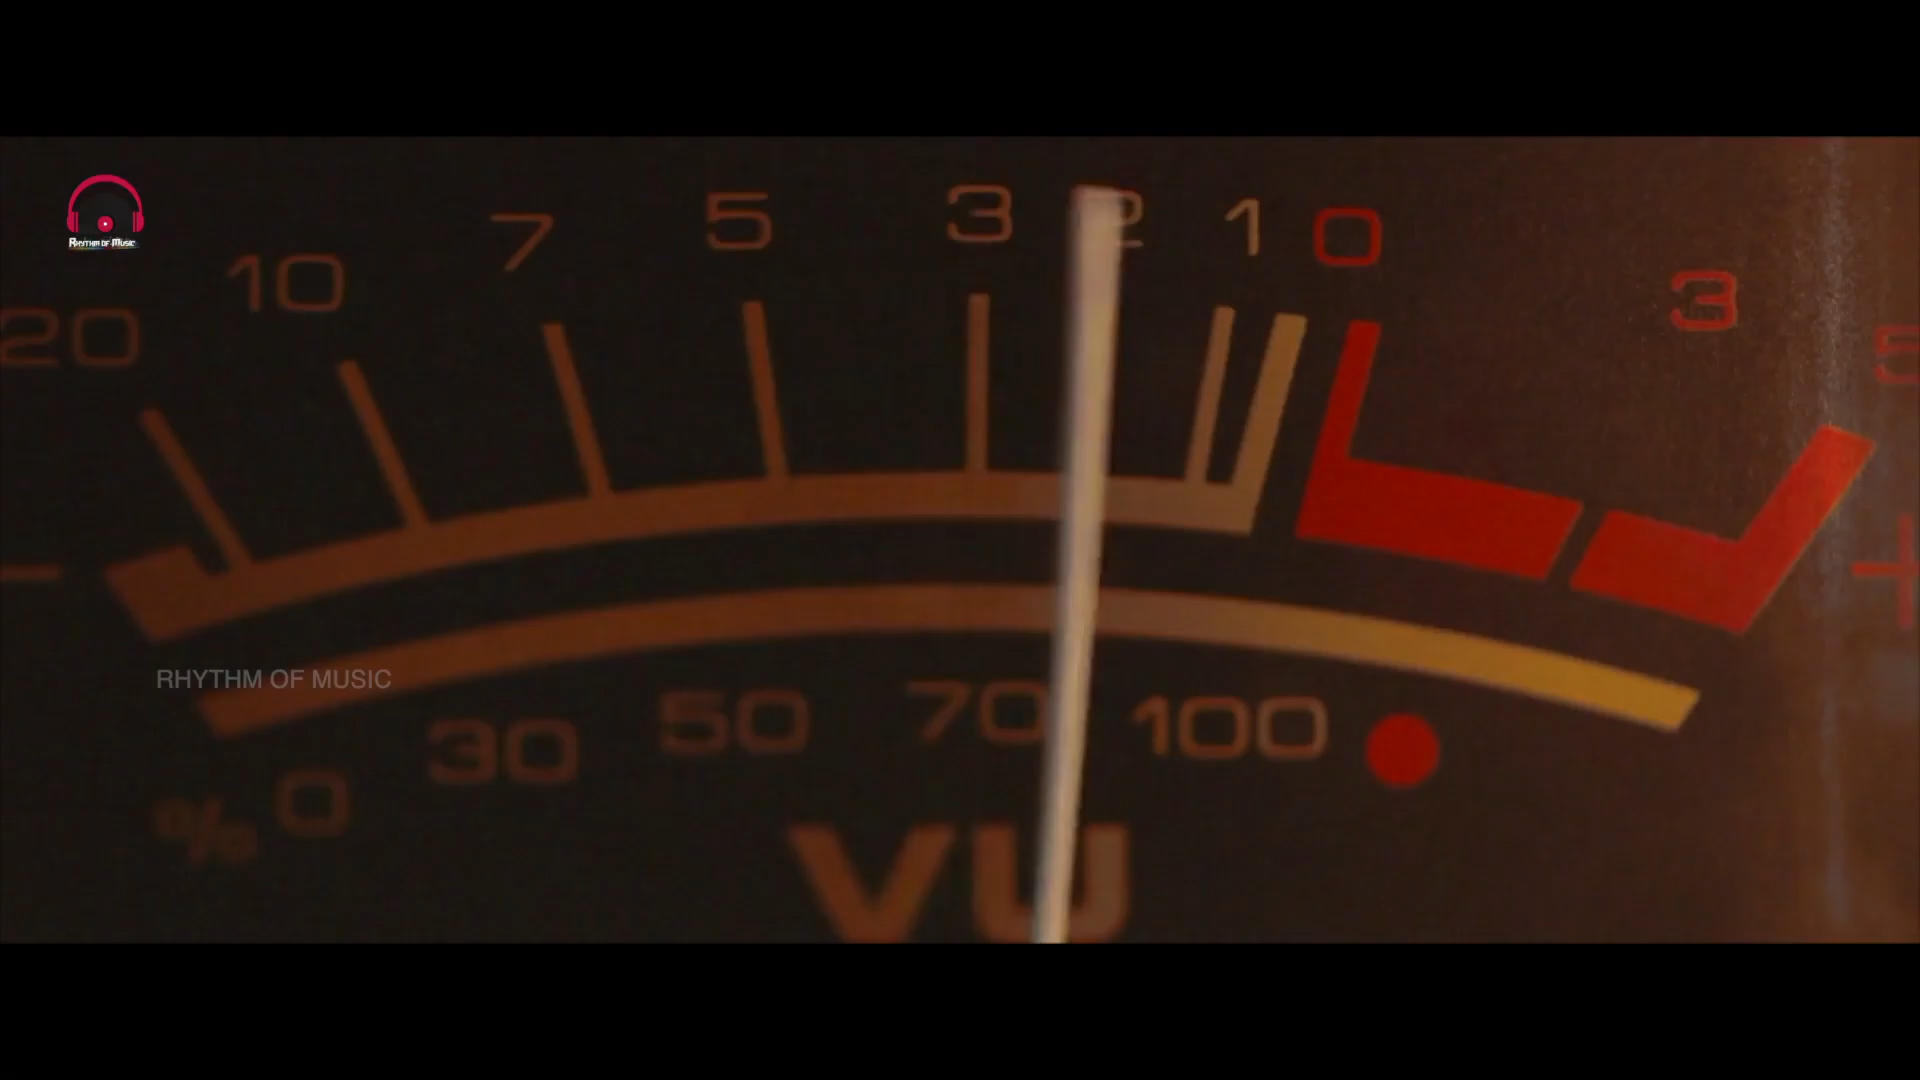 RHYTHM OF MUSIC
20 10 7 5 3 2 1 0 3 5
- +
RHYTHM OF MUSIC
% 0 30 50 70 100
VU